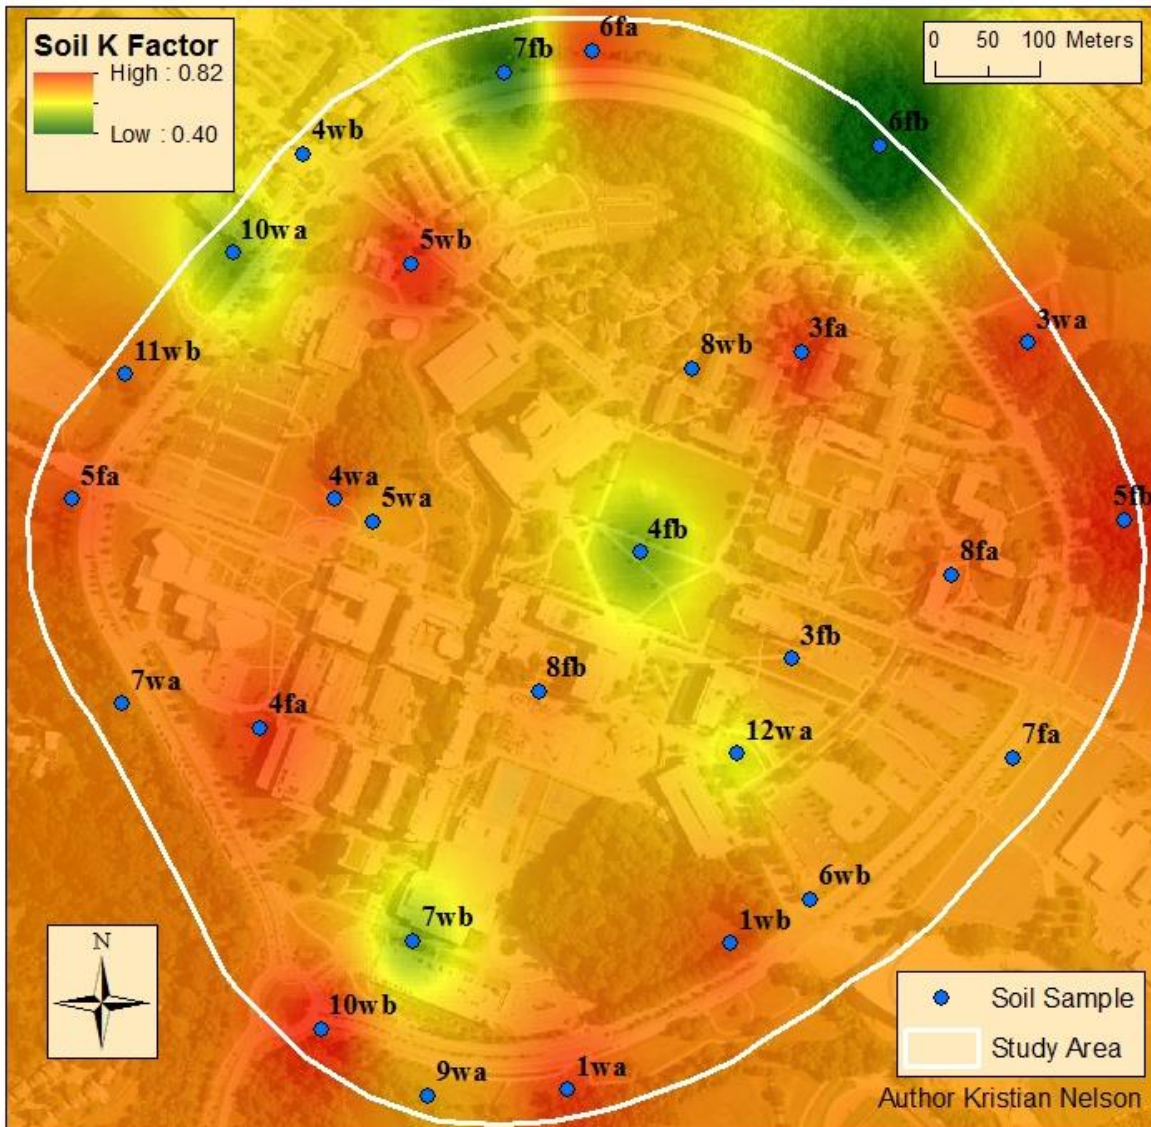 Soil K Factor
High : 0.82
Low : 0.40
0 50 100 Meters
6fa
7fb
6fb
4wb
10wa
5wb
3wa
3fa
8wb
11wb
5fa
4wa
5wa
5fb
4fb
8fa
3fb
8fb
7wa
4fa
12wa
7fa
6wb
7wb
1wb
N
10wb
9wa
1wa
Soil Sample
Study Area
Author Kristian Nelson